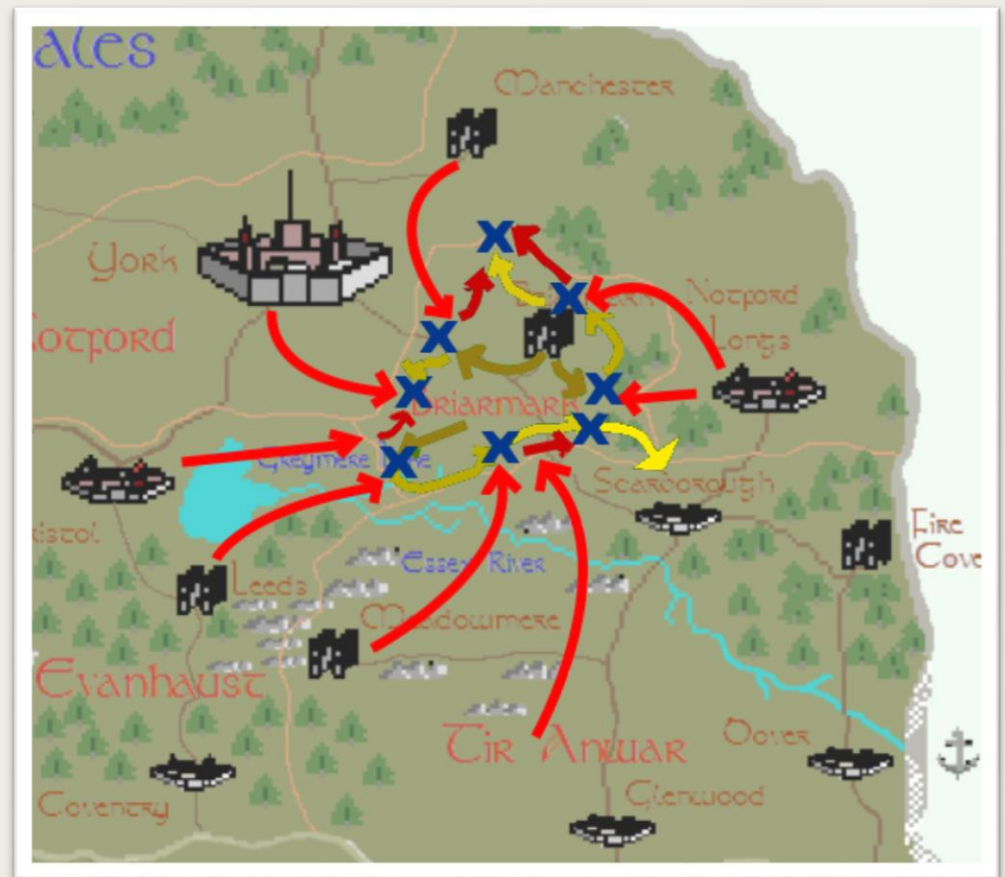 ales
Manchester
York
Notford
otford
Longs
Briarmark
Greymere
Scarborough
Fire
Cove
ristol
Essex River
Leeds
Meadowmere
Evanhaust
Tir Anwar
Dover
Coventry
Glenwood